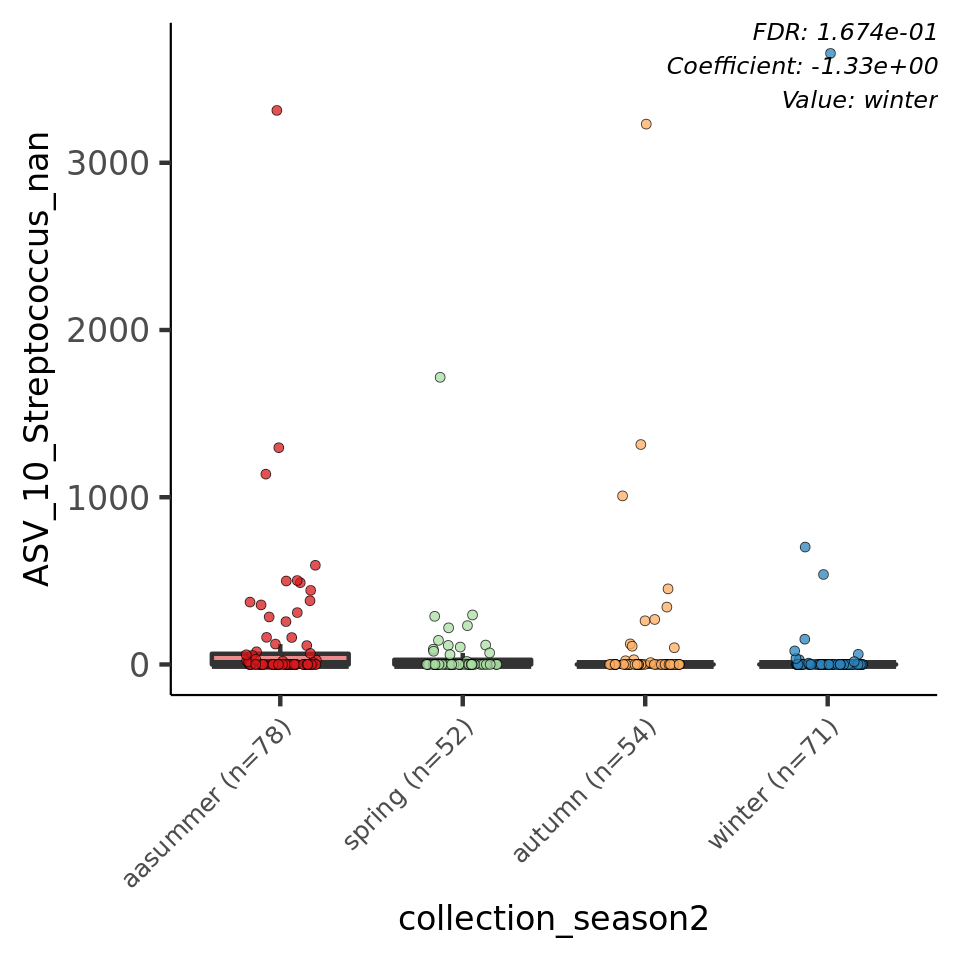 FDR: 1.674e-01
Coefficient: -1.33e+00
Value: winter
ASV_10_Streptococcus_nan
3000
2000
1000
0
aasummer (n=78)
spring (n=52)
autumn (n=54)
winter (n=71)
collection_season2